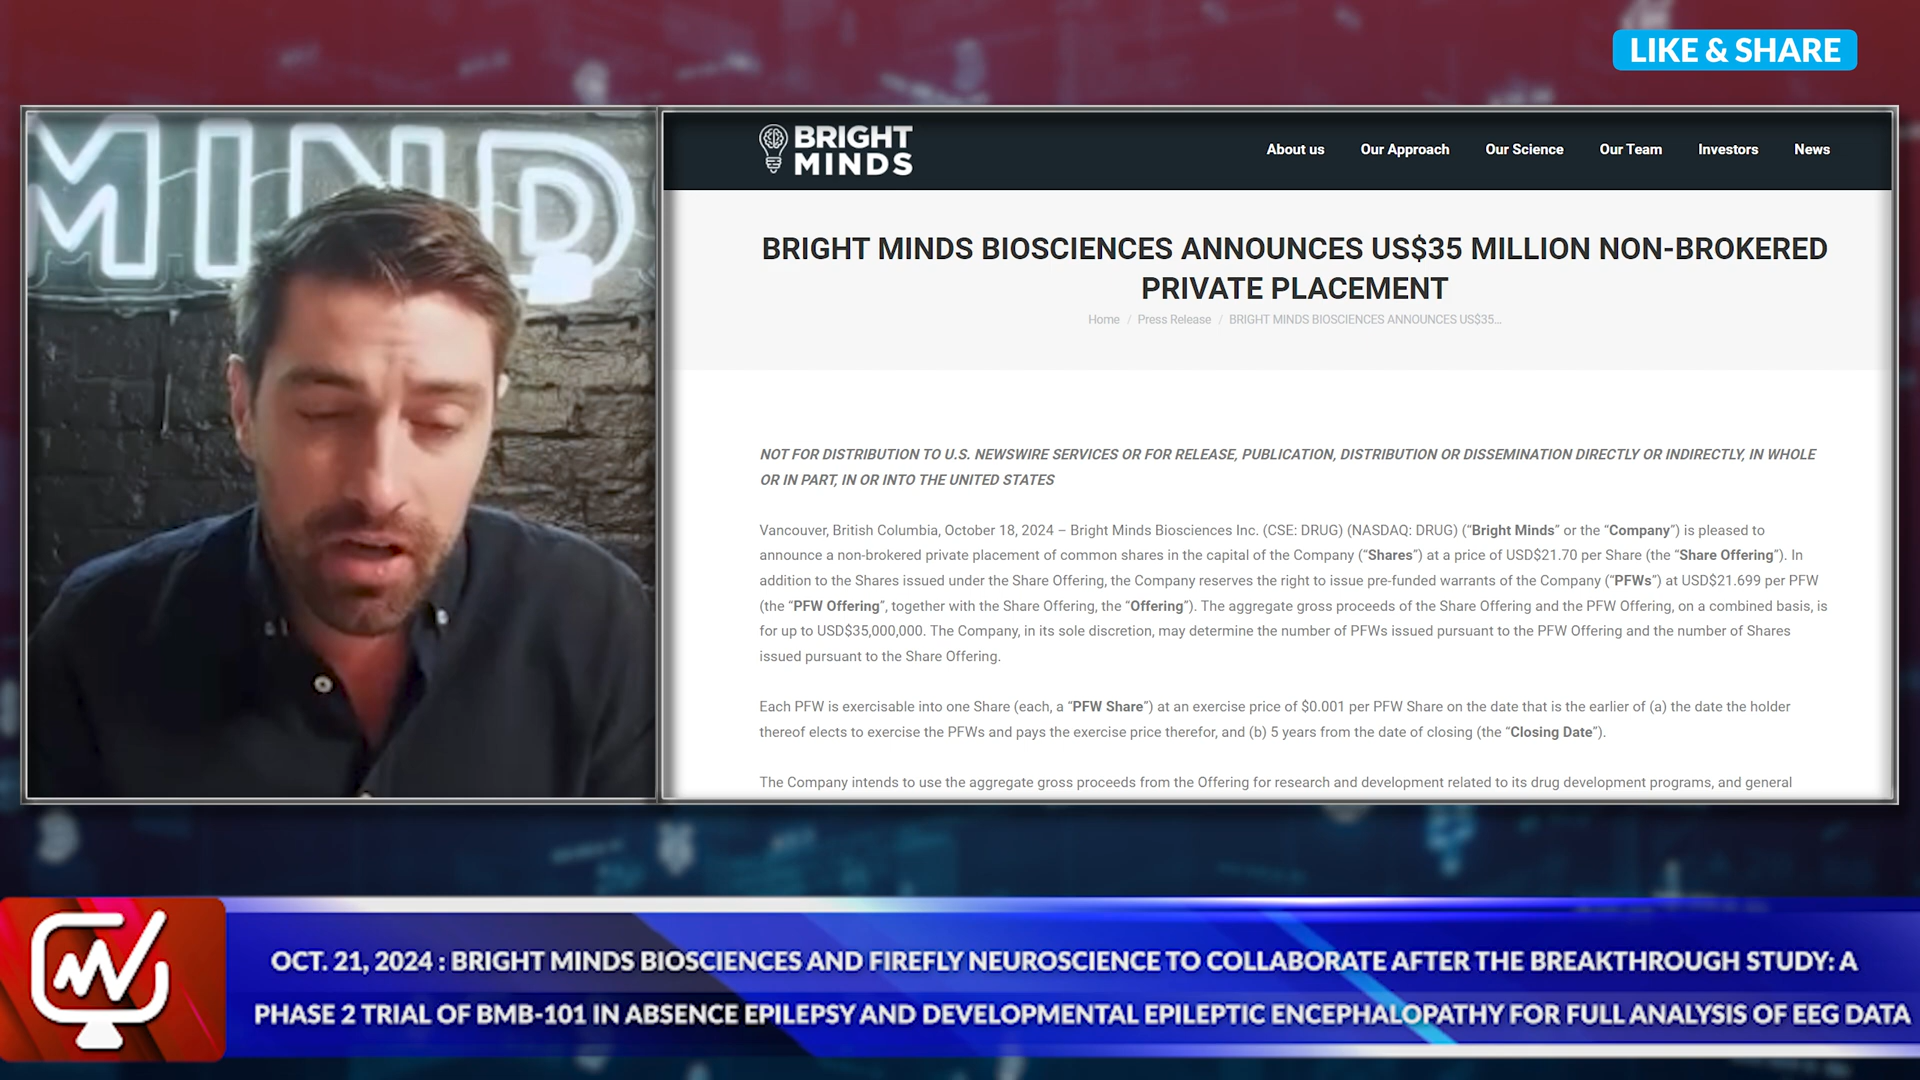 LIKE & SHARE
MIND
BRIGHT
MINDS
About us Our Approach Our Science Our Team Investors News
BRIGHT MINDS BIOSCIENCES ANNOUNCES US$35 MILLION NON-BROKERED
PRIVATE PLACEMENT
Home / Press Release / BRIGHT MINDS BIOSCIENCES ANNOUNCES US$35...
NOT FOR DISTRIBUTION TO U.S. NEWSWIRE SERVICES OR FOR RELEASE, PUBLICATION, DISTRIBUTION OR DISSEMINATION DIRECTLY OR INDIRECTLY, IN WHOLE
OR IN PART, IN OR INTO THE UNITED STATES
Vancouver, British Columbia, October 18, 2024 – Bright Minds Biosciences Inc. (CSE: DRUG) (NASDAQ: DRUG) (“Bright Minds” or the “Company”) is pleased to
announce a non-brokered private placement of common shares in the capital of the Company (“Shares”) at a price of USD$21.70 per Share (the “Share Offering”). In
addition to the Shares issued under the Share Offering, the Company reserves the right to issue pre-funded warrants of the Company (“PFWs”) at USD$21.699 per PFW
(the “PFW Offering”, together with the Share Offering, the “Offering”). The aggregate gross proceeds of the Share Offering and the PFW Offering, on a combined basis, is
for up to USD$35,000,000. The Company, in its sole discretion, may determine the number of PFWs issued pursuant to the PFW Offering and the number of Shares
issued pursuant to the Share Offering.
Each PFW is exercisable into one Share (each, a “PFW Share”) at an exercise price of $0.001 per PFW Share on the date that is the earlier of (a) the date the holder
thereof elects to exercise the PFWs and pays the exercise price therefor, and (b) 5 years from the date of closing (the “Closing Date”).
The Company intends to use the aggregate gross proceeds from the Offering for research and development related to its drug development programs, and general
OCT. 21, 2024 : BRIGHT MINDS BIOSCIENCES AND FIREFLY NEUROSCIENCE TO COLLABORATE AFTER THE BREAKTHROUGH STUDY: A
PHASE 2 TRIAL OF BMB-101 IN ABSENCE EPILEPSY AND DEVELOPMENTAL EPILEPTIC ENCEPHALOPATHY FOR FULL ANALYSIS OF EEG DATA